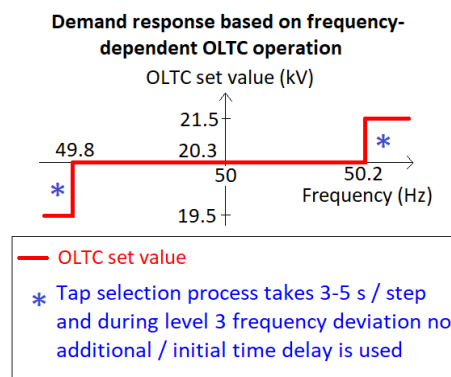 Demand response based on frequency-
dependent OLTC operation
OLTC set value (kV)
21.5
49.8
20.3
50
50.2
Frequency (Hz)
19.5
OLTC set value
* Tap selection process takes 3-5 s / step
and during level 3 frequency deviation no
additional / initial time delay is used